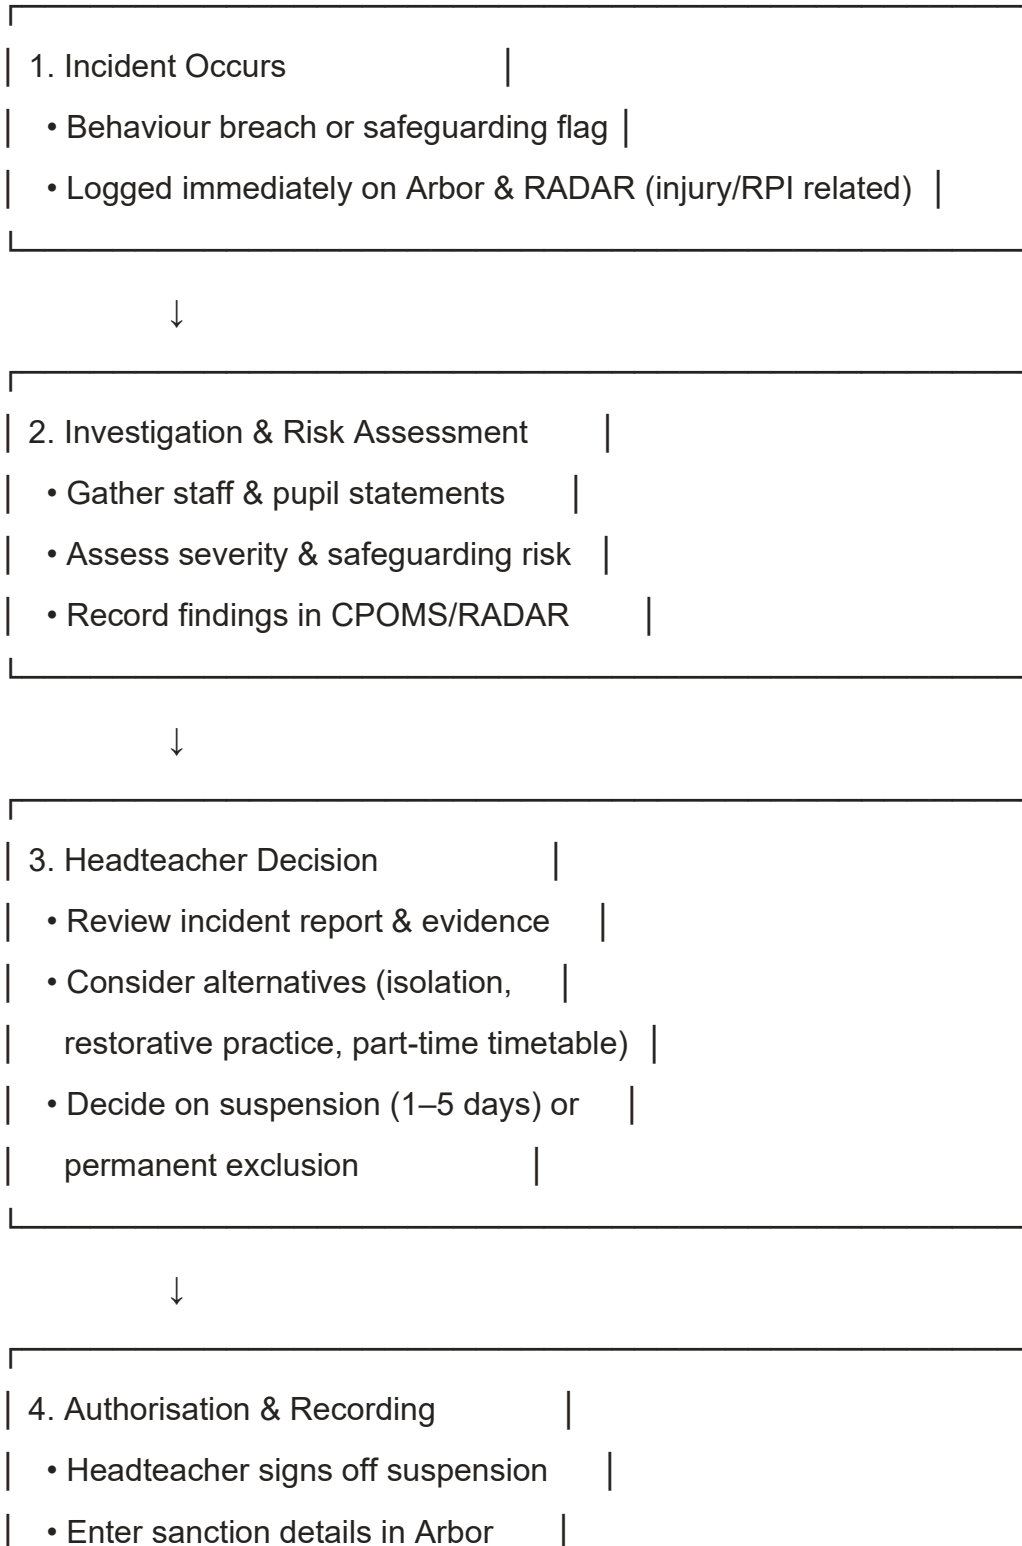 1. Incident Occurs
• Behaviour breach or safeguarding flag
• Logged immediately on Arbor & RADAR (injury/RPI related)
↓
2. Investigation & Risk Assessment
• Gather staff & pupil statements
• Assess severity & safeguarding risk
• Record findings in CPOMS/RADAR
↓
3. Headteacher Decision
• Review incident report & evidence
• Consider alternatives (isolation,
restorative practice, part-time timetable)
• Decide on suspension (1–5 days) or
permanent exclusion
↓
4. Authorisation & Recording
• Headteacher signs off suspension
• Enter sanction details in Arbor